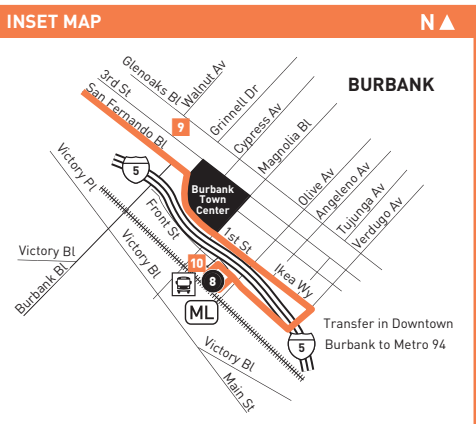 INSET MAP
N
BURBANK
Glenoaks Bl
Walnut Av
3rd St
Grinnell Dr
San Fernando Bl
9
Cypress Av
Magnolia Bl
Victory Pl
5
Burbank
Town
Center
Olive Av
Angeleno Av
Tujunga Av
Verdugo Av
Front St
1st St
Victory Bl
Burbank Bl
Victory Bl
10
8
Ikea Wy
ML
Transfer in Downtown
Burbank to Metro 94
5
Victory Bl
Main St